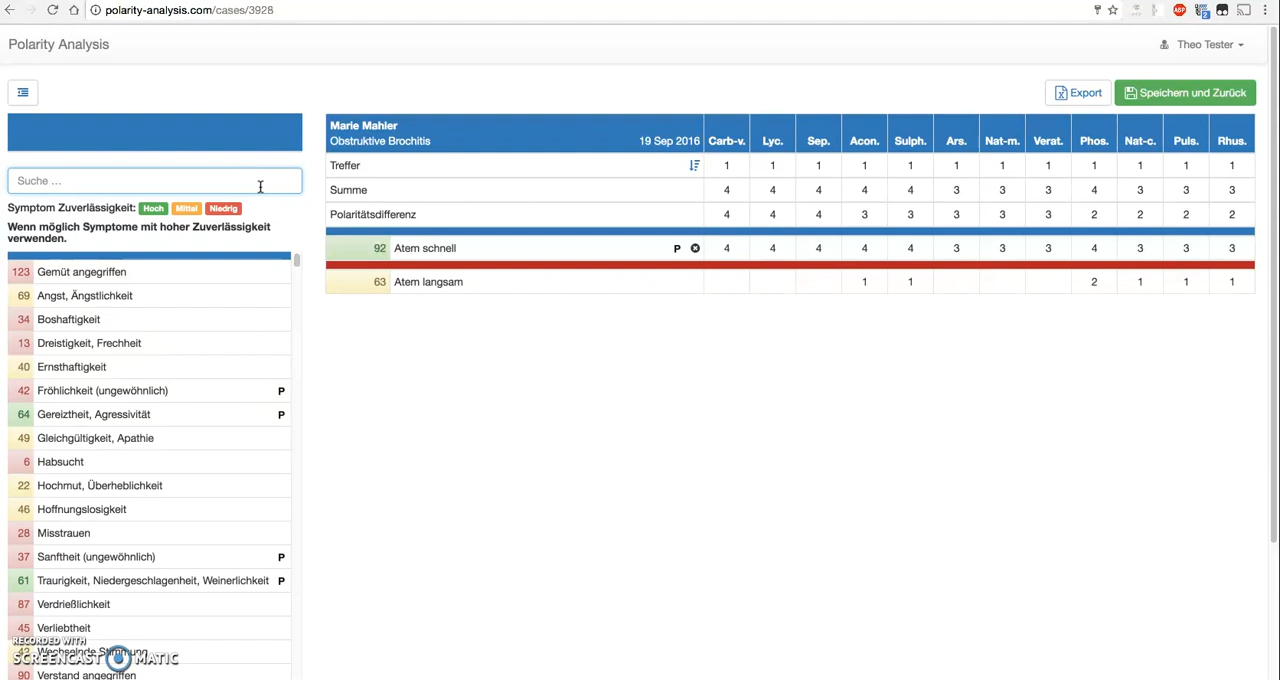 polarity-analysis.com/cases/3928
Polarity Analysis
Theo Tester
Export
Speichern und Zurück
Suche ...
Symptom Zuverlässigkeit: Hoch Mittel Niedrig
Wenn möglich Symptome mit hoher Zuverlässigkeit
verwenden.
123 Gemüt angegriffen
69 Angst, Ängstlichkeit
34 Boshaftigkeit
13 Dreistigkeit, Frechheit
40 Ernsthaftigkeit
42 Fröhlichkeit (ungewöhnlich) P
64 Gereiztheit, Agressivität P
49 Gleichgültigkeit, Apathie
6 Habsucht
22 Hochmut, Überheblichkeit
46 Hoffnungslosigkeit
28 Misstrauen
37 Sanftheit (ungewöhnlich) P
61 Traurigkeit, Niedergeschlagenheit, Weinerlichkeit P
87 Verdrießlichkeit
45 Verliebtheit
Wechselnde Stimmung
90 Verstand angegriffen
RECORDED WITH
SCREENCAST MATIC
Marie Mahler
Obstruktive Brochitis 19 Sep 2016 Carb-v. Lyc. Sep. Acon. Sulph. Ars. Nat-m. Verat. Phos. Nat-c. Puls. Rhus.
Treffer 1 1 1 1 1 1 1 1 1 1 1 1
Summe 4 4 4 4 4 3 3 3 4 3 3 3
Polaritätsdifferenz 4 4 4 3 3 3 3 3 2 2 2 2
92 Atem schnell P 4 4 4 4 4 3 3 3 4 3 3 3
63 Atem langsam 1 1 2 1 1 1